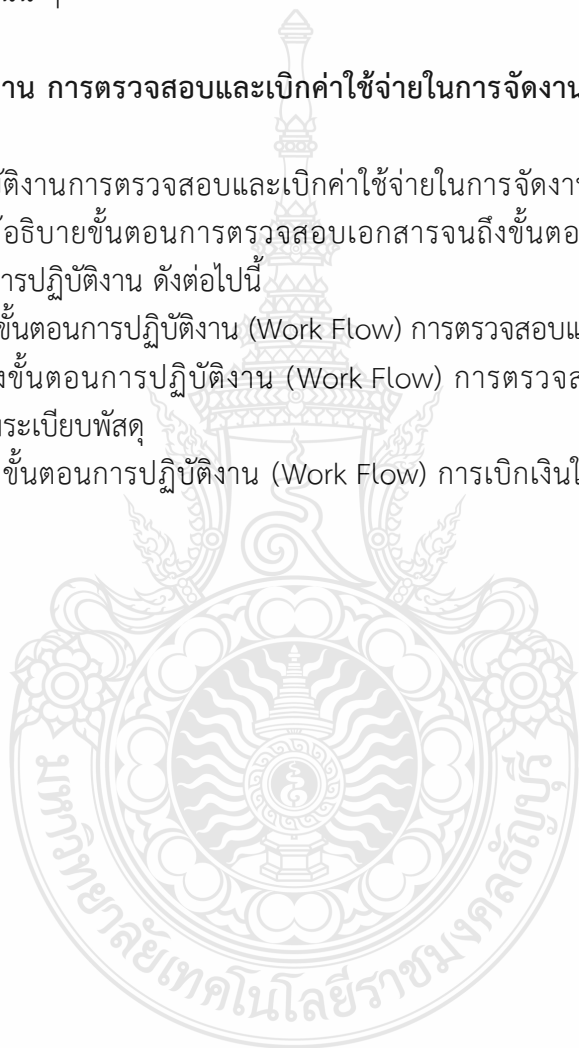 าน การตรวจสอบและเบิกค่าใช้จ่ายในการจัดงาน
ัติงานการตรวจสอบและเบิกค่าใช้จ่ายในการจัดงาน
้อธิบายขั้นตอนการตรวจสอบเอกสารจนถึงขั้นตอ
ารปฏิบัติงาน ดังต่อไปนี้
ขั้นตอนการปฏิบัติงาน (Work Flow) การตรวจสอบแ
งขั้นตอนการปฏิบัติงาน (Work Flow) การตรวจส
ระเบียบพัสดุ
ขั้นตอนการปฏิบัติงาน (Work Flow) การเบิกเงินใ
มหาวิทยาลัยเทคโนโลยีราชมงคลธัญบุรี